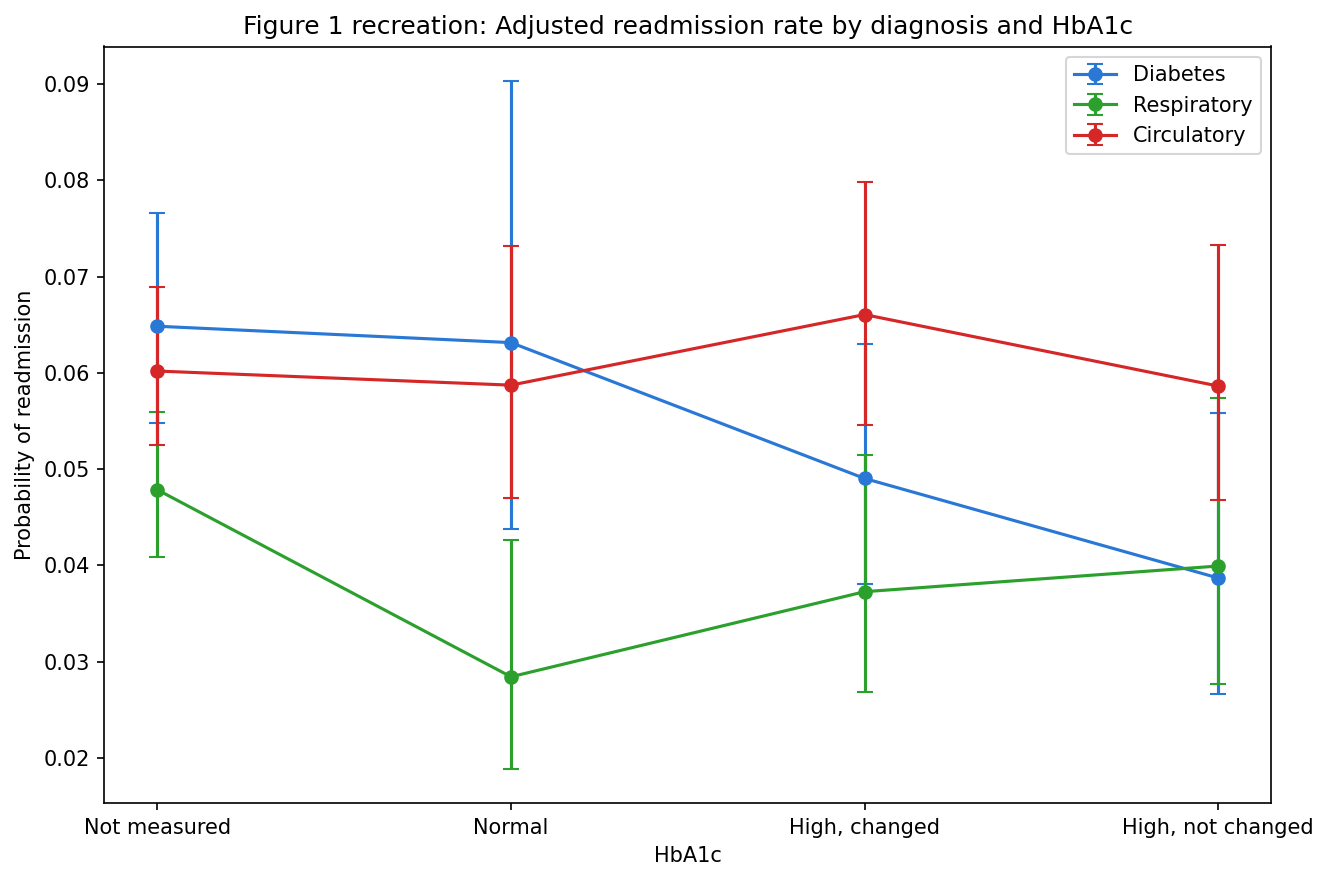 Figure 1 recreation: Adjusted readmission rate by diagnosis and HbA1c
Diabetes
Respiratory
Circulatory
Probability of readmission
0.09
0.08
0.07
0.06
0.05
0.04
0.03
0.02
Not measured
Normal
High, changed
High, not changed
HbA1c